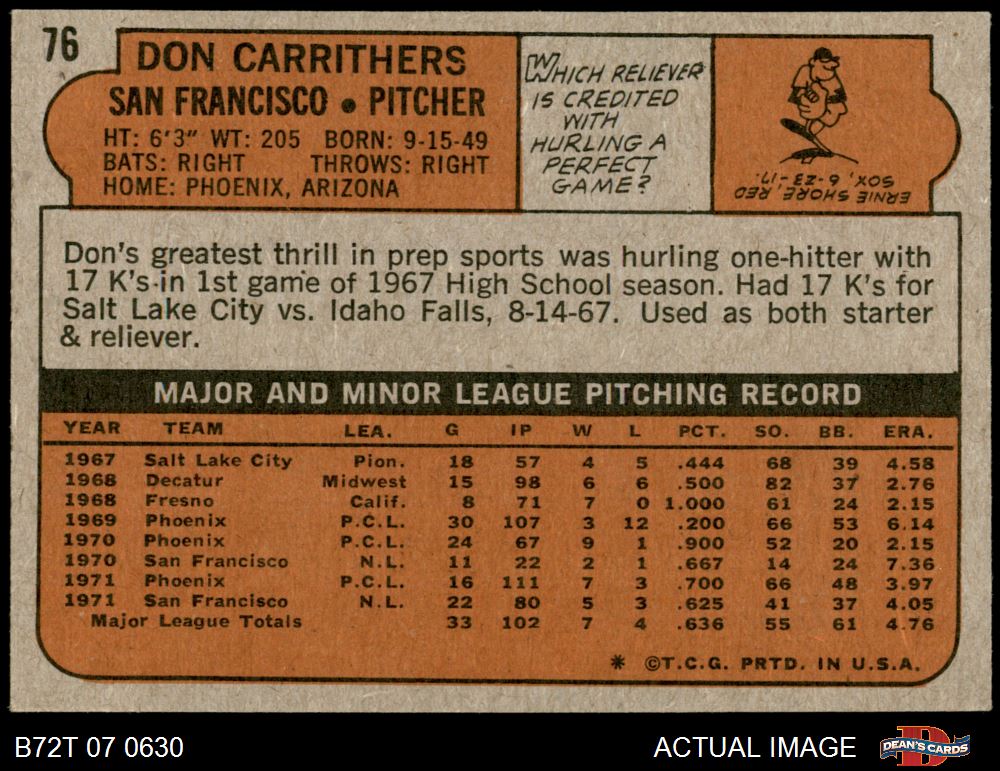 76
DON CARRITHERS
SAN FRANCISCO • PITCHER
HT: 6'3" WT: 205 BORN: 9-15-49
BATS: RIGHT THROWS: RIGHT
HOME: PHOENIX, ARIZONA
WHICH RELIEVER
IS CREDITED
WITH
HURLING A
PERFECT
GAME?
ERNIE SHORE, RED
SOX, 6-23-'17.
Don's greatest thrill in prep sports was hurling one-hitter with
17 K's in 1st game of 1967 High School season. Had 17 K's for
Salt Lake City vs. Idaho Falls, 8-14-67. Used as both starter
& reliever.
MAJOR AND MINOR LEAGUE PITCHING RECORD
YEAR TEAM LEA. G IP W L PCT. SO. BB. ERA.
1967 Salt Lake City Pion. 18 57 4 5 .444 68 39 4.58
1968 Decatur Midwest 15 98 6 6 .500 82 37 2.76
1968 Fresno Calif. 8 71 7 0 1.000 61 24 2.15
1969 Phoenix P.C.L. 30 107 3 12 .200 66 53 6.14
1970 Phoenix P.C.L. 24 67 9 1 .900 52 20 2.15
1970 San Francisco N.L. 11 22 2 1 .667 14 24 7.36
1971 Phoenix P.C.L. 16 111 7 3 .700 66 48 3.97
1971 San Francisco N.L. 22 80 5 3 .625 41 37 4.05
Major League Totals 33 102 7 4 .636 55 61 4.76
* ©T.C.G. PRTD. IN U.S.A.
B72T 07 0630
ACTUAL IMAGE
DEAN'S CARDS